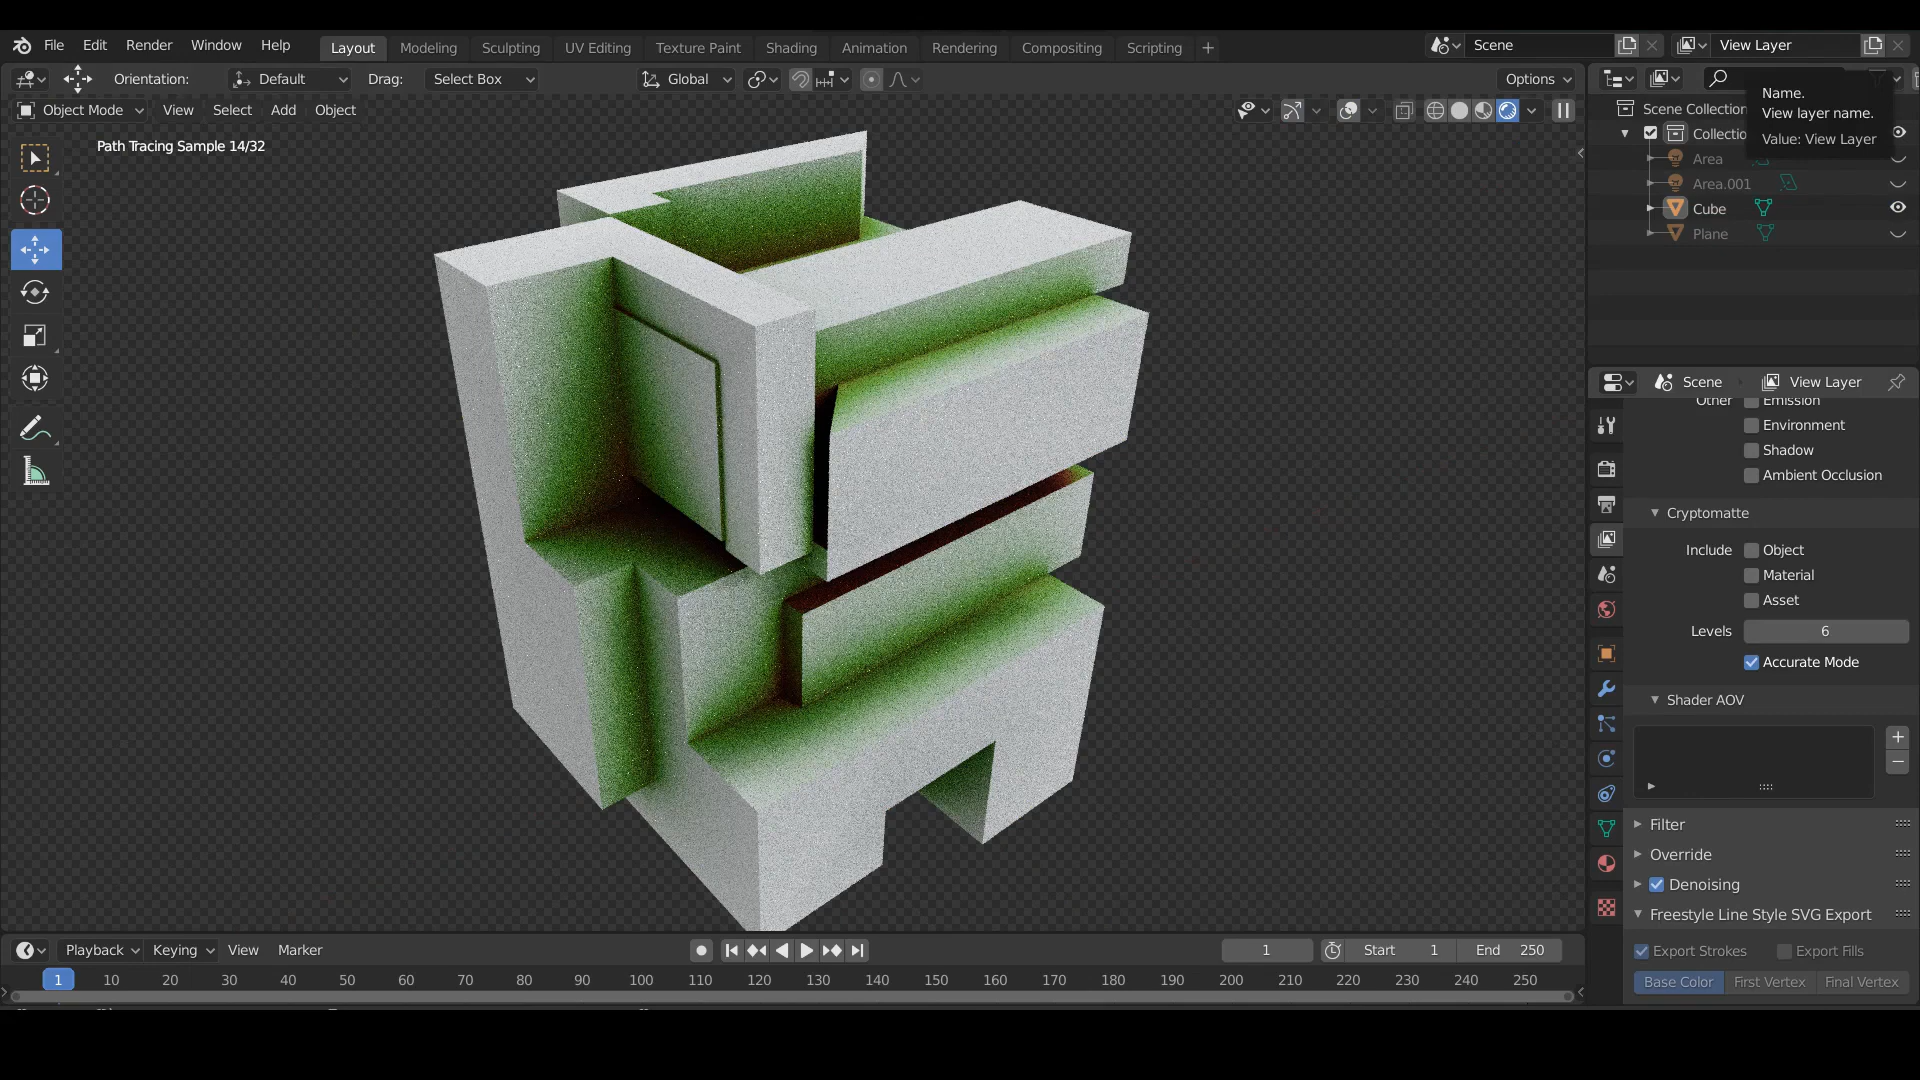 File Edit Render Window Help Layout Modeling Sculpting UV Editing Texture Paint Shading Animation Rendering Compositing Scripting + Scene View Layer
Orientation: Default Drag: Select Box Global Options
Object Mode View Select Add Object
Path Tracing Sample 14/32
Name.
View layer name.
Value: View Layer
Scene Collection
Collectio
Area
Area.001
Cube
Plane
Scene View Layer
Other Emission
Environment
Shadow
Ambient Occlusion
Cryptomatte
Include Object
Material
Asset
Levels 6
Accurate Mode
Shader AOV
Filter
Override
Denoising
Freestyle Line Style SVG Export
Export Strokes Export Fills
Base Color First Vertex Final Vertex
Playback Keying View Marker 1 Start 1 End 250
1 10 20 30 40 50 60 70 80 90 100 110 120 130 140 150 160 170 180 190 200 210 220 230 240 250